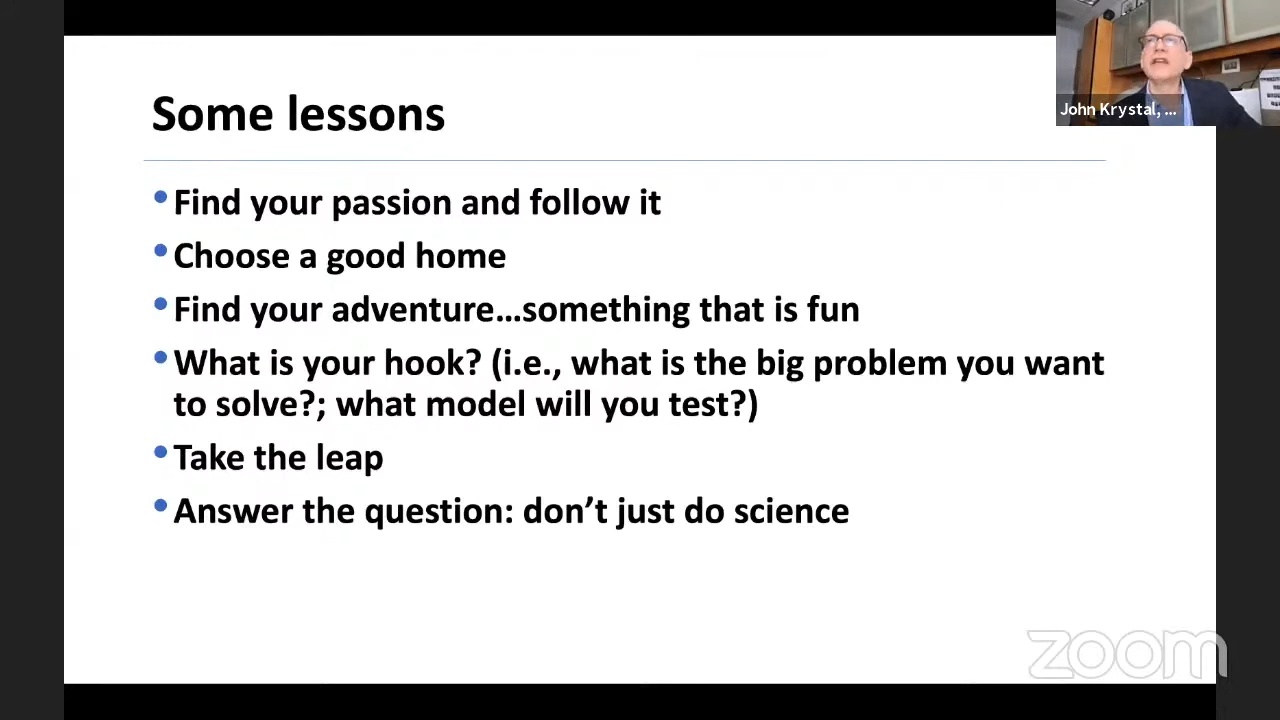 John Krystal, ...
Some lessons
• Find your passion and follow it
• Choose a good home
• Find your adventure...something that is fun
• What is your hook? (i.e., what is the big problem you want
to solve?; what model will you test?)
• Take the leap
• Answer the question: don’t just do science
zoom